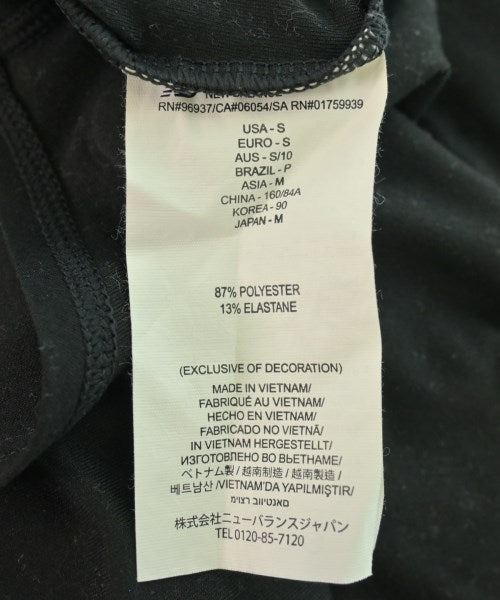 NEW BALANCE
RN#96937/CA#06054/SA RN#01759939
USA - S
EURO - S
AUS - S/10
BRAZIL - P
ASIA - M
CHINA - 160/84A
KOREA - 90
JAPAN - M
87% POLYESTER
13% ELASTANE
(EXCLUSIVE OF DECORATION)
MADE IN VIETNAM/
FABRIQUÉ AU VIETNAM/
HECHO EN VIETNAM/
FABRICADO NO VIETNÃ/
IN VIETNAM HERGESTELLT/
ИЗГОТОВЛЕНО ВО ВЬЕТНАМЕ/
ベトナム製 / 越南制造 / 越南製造 /
베트남산 /VIETNAM'DA YAPILMIŞTIR/
מיוצר בווייטנאם
株式会社ニューバランスジャパン
TEL 0120-85-7120